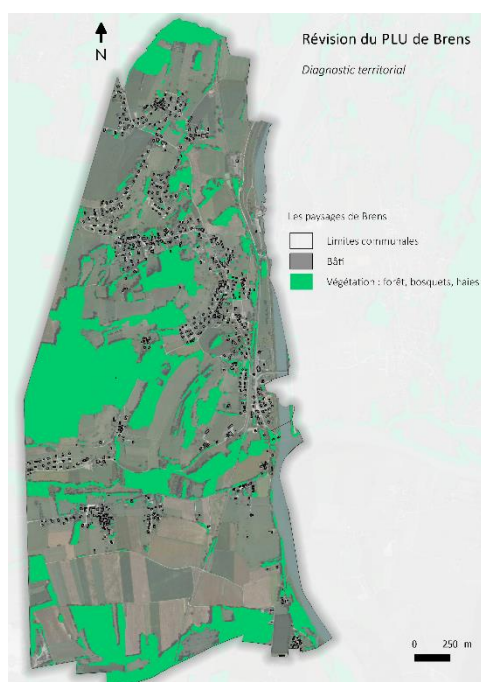 N
Révision du PLU de Brens
Diagnostic territorial
Les paysages de Brens
Limites communales
Bâti
Végétation : forêt, bosquets, haies
0 250 m